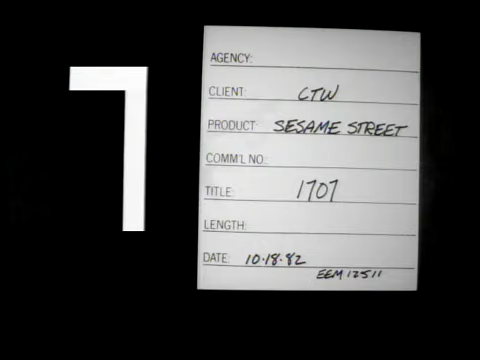 7
AGENCY:
CLIENT: CTW
PRODUCT: SESAME STREET
COMM'L NO.:
TITLE: 1707
LENGTH:
DATE: 10·18·82
EEM 12511